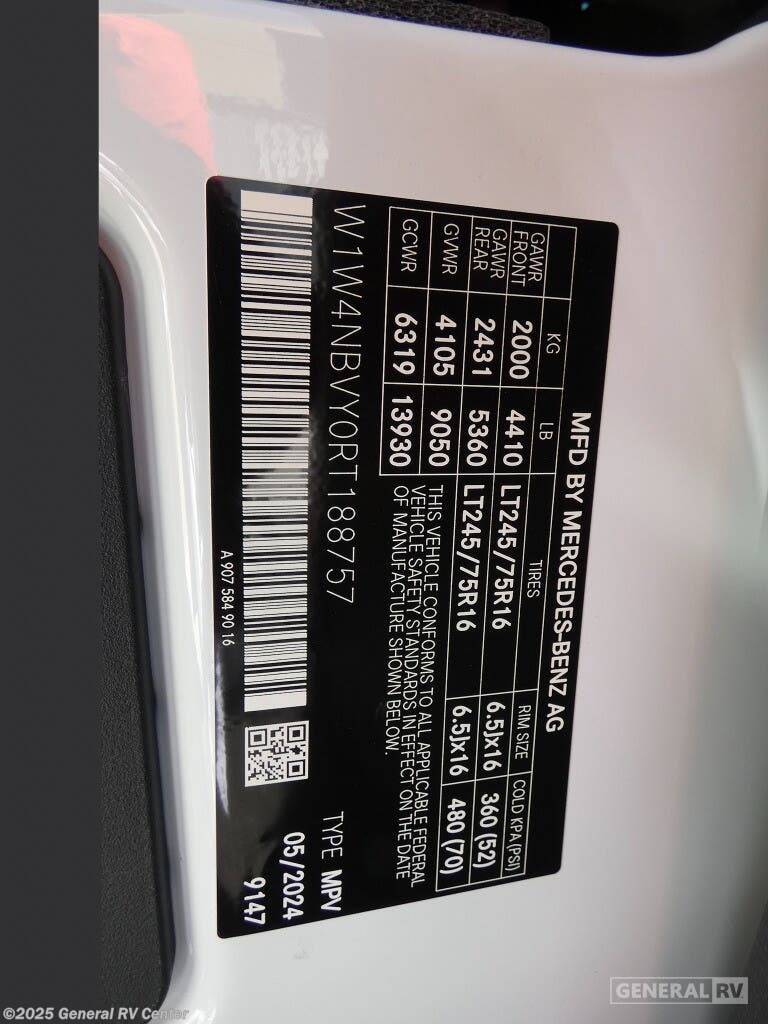 MFD BY MERCEDES-BENZ AG
KG LB TIRES RIM SIZE COLD KPA (PSI)
GAWR FRONT 2000 4410 LT245/75R16 6.5Jx16 360 (52)
GAWR REAR 2431 5360 LT245/75R16 6.5Jx16 480 (70)
GVWR 4105 9050
GCWR 6319 13930
THIS VEHICLE CONFORMS TO ALL APPLICABLE FEDERAL
VEHICLE SAFETY STANDARDS IN EFFECT ON THE DATE
OF MANUFACTURE SHOWN BELOW.
W1W4NBVY0RT188757
TYPE MPV
05/2024
9147
A 907 584 90 16
©2025 General RV Center
GENERAL RV